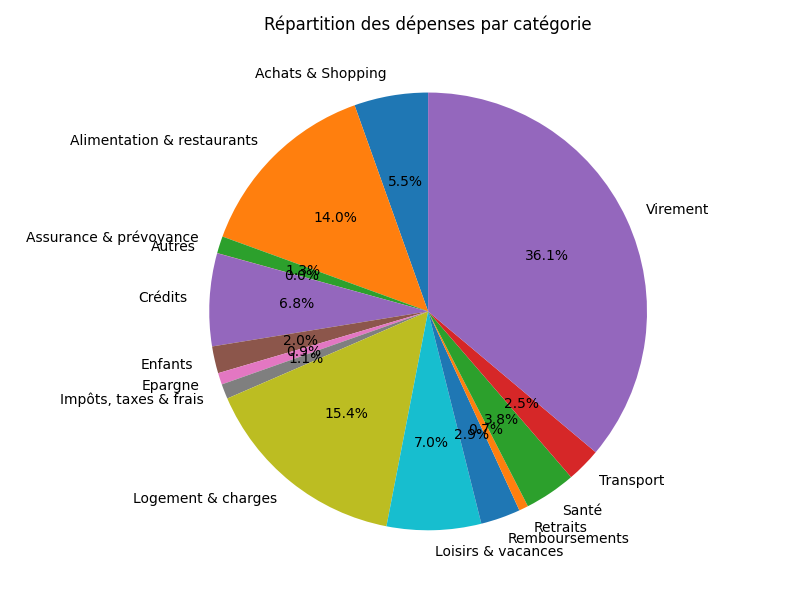 Répartition des dépenses par catégorie
Achats & Shopping
5.5%
Alimentation & restaurants
14.0%
Assurance & prévoyance
1.3%
Autres
0.0%
Crédits
6.8%
Enfants
2.0%
Epargne
0.9%
Impôts, taxes & frais
1.1%
Logement & charges
15.4%
Loisirs & vacances
7.0%
Remboursements
2.9%
Retraits
0.7%
Santé
3.8%
Transport
2.5%
Virement
36.1%